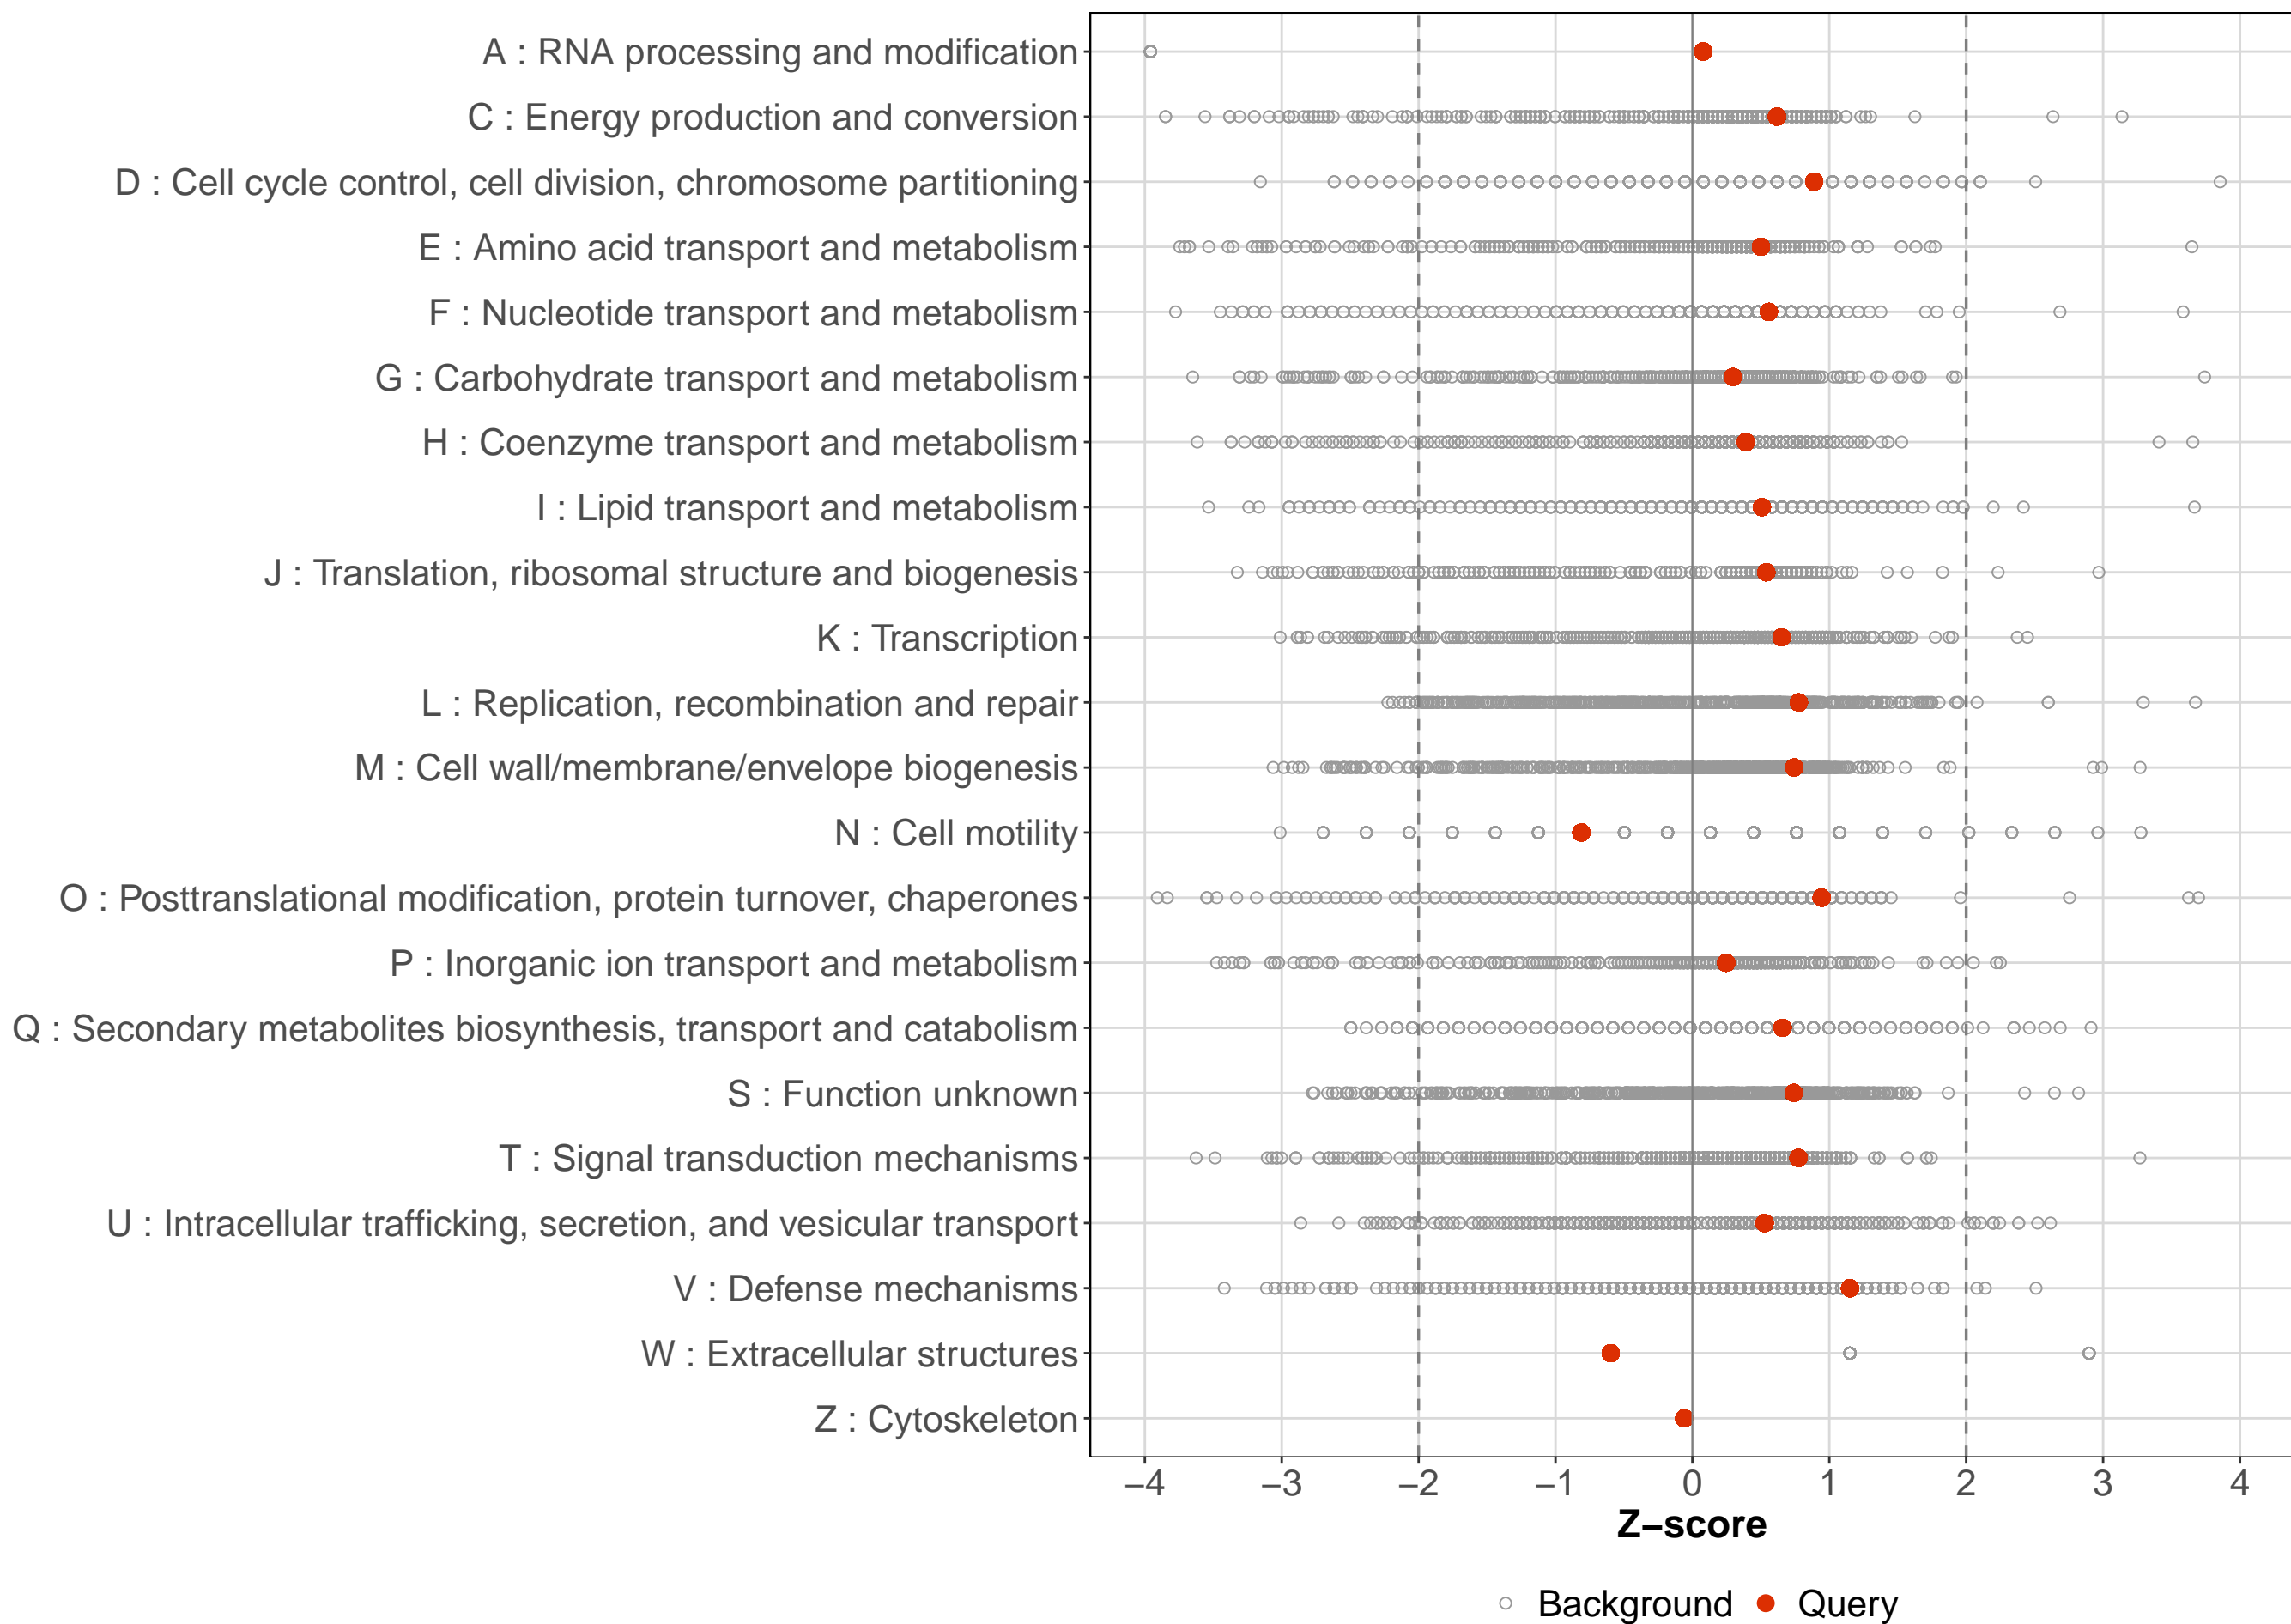 A : RNA processing and modification
C : Energy production and conversion
D : Cell cycle control, cell division, chromosome partitioning
E : Amino acid transport and metabolism
F : Nucleotide transport and metabolism
G : Carbohydrate transport and metabolism
H : Coenzyme transport and metabolism
I : Lipid transport and metabolism
J : Translation, ribosomal structure and biogenesis
K : Transcription
L : Replication, recombination and repair
M : Cell wall/membrane/envelope biogenesis
N : Cell motility
O : Posttranslational modification, protein turnover, chaperones
P : Inorganic ion transport and metabolism
Q : Secondary metabolites biosynthesis, transport and catabolism
S : Function unknown
T : Signal transduction mechanisms
U : Intracellular trafficking, secretion, and vesicular transport
V : Defense mechanisms
W : Extracellular structures
Z : Cytoskeleton
−4 −3 −2 −1 0 1 2 3 4
Z−score
Background Query